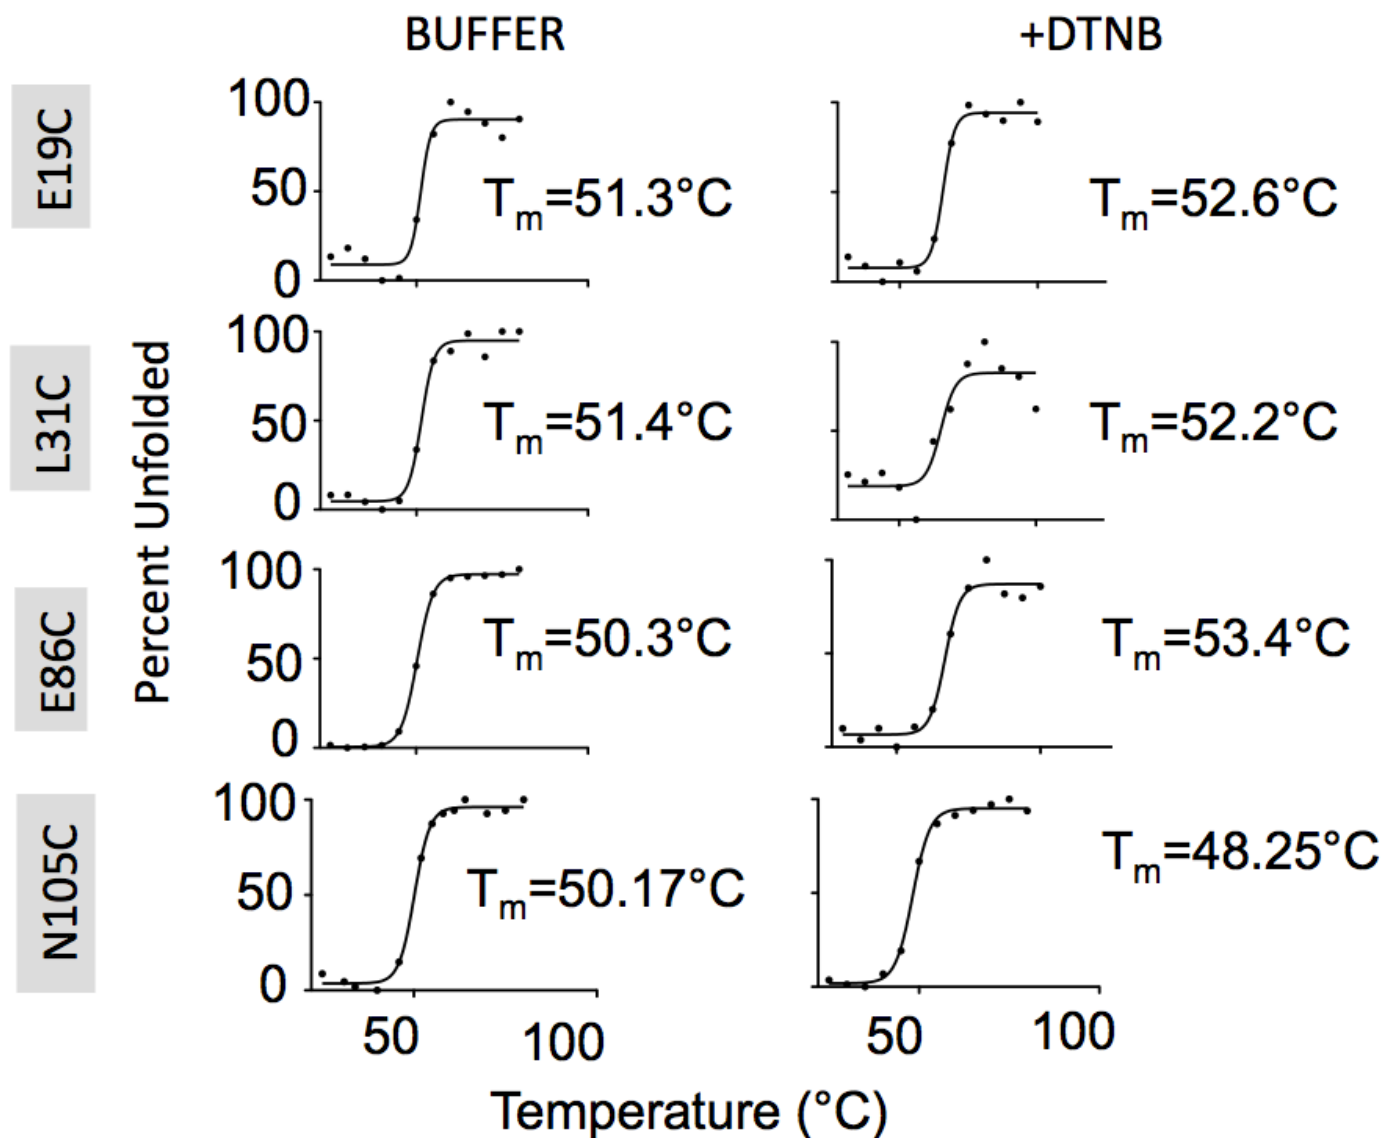 BUFFER +DTNB
E19C
100
50
0
Tm=51.3°C
Tm=52.6°C
L31C
100
50
0
Tm=51.4°C
Tm=52.2°C
Percent Unfolded
E86C
100
50
0
Tm=50.3°C
Tm=53.4°C
N105C
100
50
0
Tm=50.17°C
Tm=48.25°C
50 100 50 100
Temperature (°C)